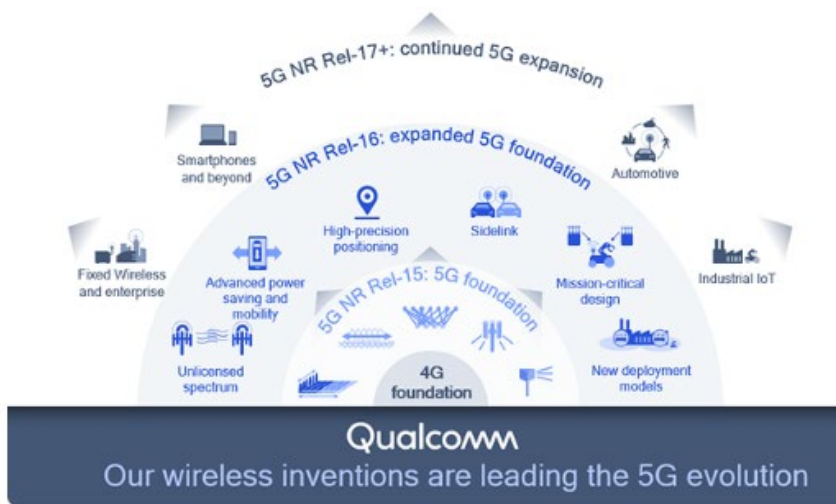 5G NR Rel-17+: continued 5G expansion
Smartphones
and beyond
5G NR Rel-16: expanded 5G foundation
Automotive
High-precision
positioning
Sidelink
Fixed Wireless
and enterprise
Advanced power
saving and
mobility
5G NR Rel-15: 5G foundation
Mission-critical
design
Industrial IoT
Unlicensed
spectrum
4G
foundation
New deployment
models
Qualcomm
Our wireless inventions are leading the 5G evolution